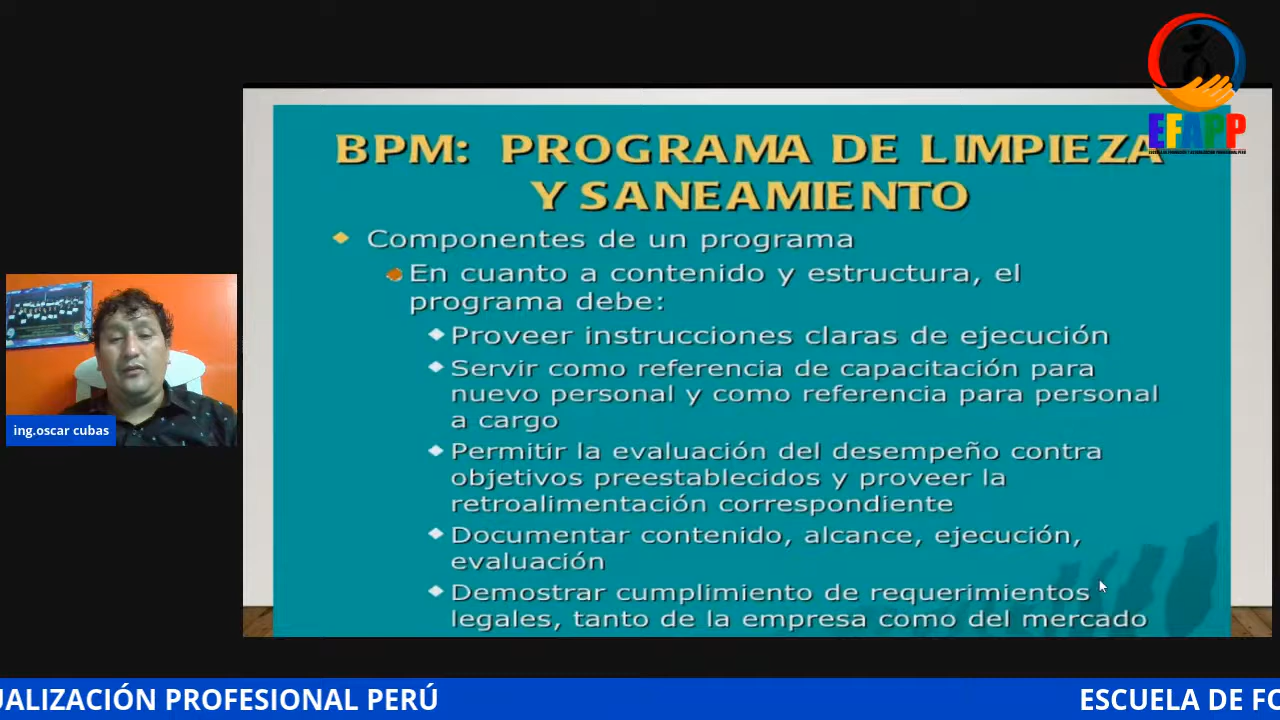 EFAPP
BPM: PROGRAMA DE LIMPIEZA
Y SANEAMIENTO
Componentes de un programa
En cuanto a contenido y estructura, el
programa debe:
Proveer instrucciones claras de ejecución
Servir como referencia de capacitación para
nuevo personal y como referencia para personal
a cargo
Permitir la evaluación del desempeño contra
objetivos preestablecidos y proveer la
retroalimentación correspondiente
Documentar contenido, alcance, ejecución,
evaluación
Demostrar cumplimiento de requerimientos
legales, tanto de la empresa como del mercado
ing.oscar cubas
UALIZACIÓN PROFESIONAL PERÚ
ESCUELA DE FO